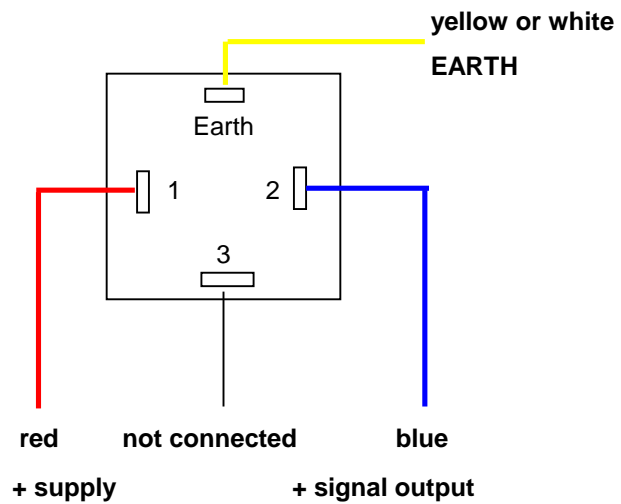 yellow or white
EARTH
Earth
1
2
3
red
not connected
blue
+ supply
+ signal output